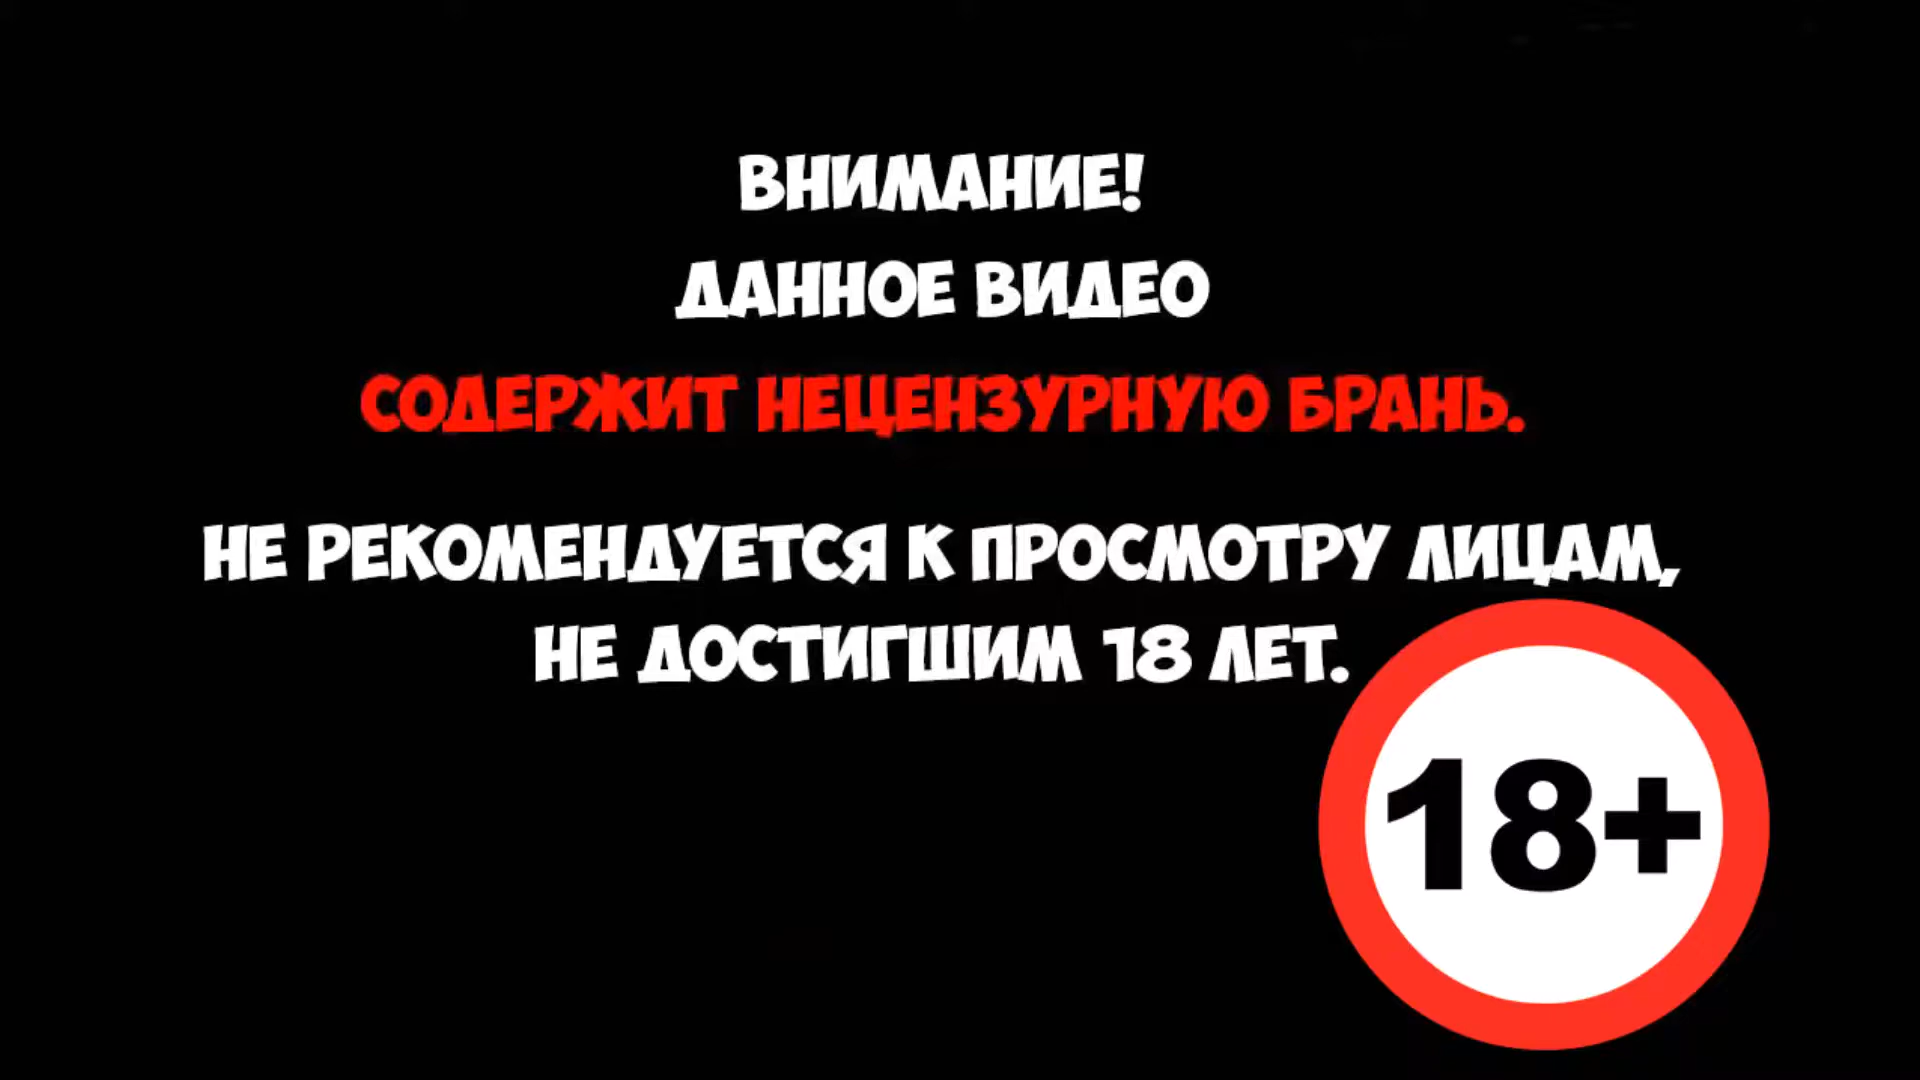 ВНИМАНИЕ!
ДАННОЕ ВИДЕО
СОДЕРЖИТ НЕЦЕНЗУРНУЮ БРАНЬ.
НЕ РЕКОМЕНДУЕТСЯ К ПРОСМОТРУ ЛИЦАМ,
НЕ ДОСТИГШИМ 18 ЛЕТ.
18+